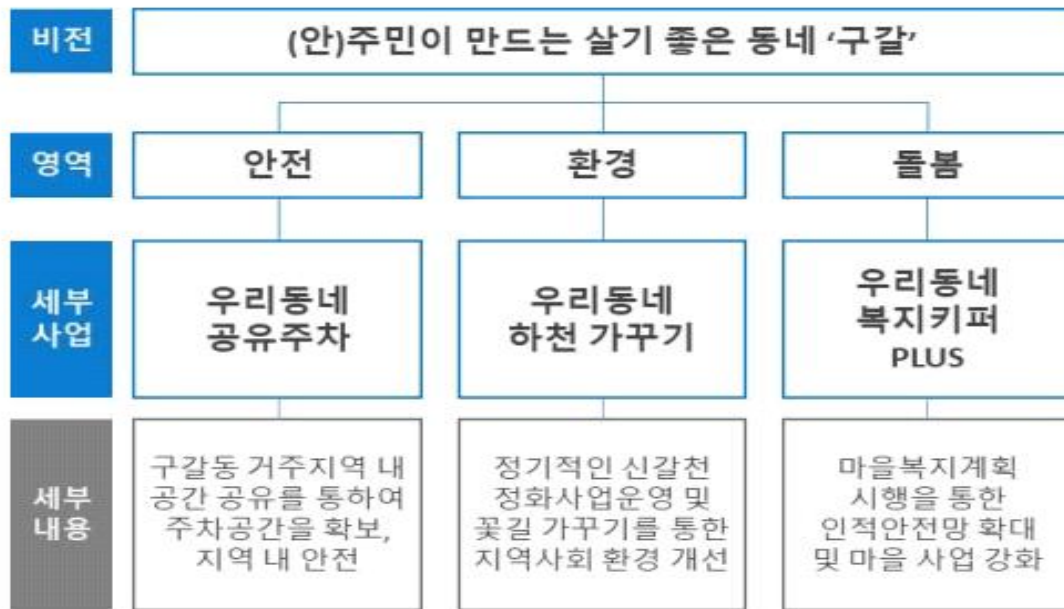 비전
(안)주민이 만드는 살기 좋은 동네 ‘구갈’
영역
안전
환경
돌봄
세부
사업
우리동네
공유주차
우리동네
하천 가꾸기
우리동네
복지키퍼
PLUS
세부
내용
구갈동 거주지역 내
공간 공유를 통하여
주차공간을 확보,
지역 내 안전
정기적인 신갈천
정화사업운영 및
꽃길 가꾸기를 통한
지역사회 환경 개선
마을복지계획
시행을 통한
인적안전망 확대
및 마을 사업 강화